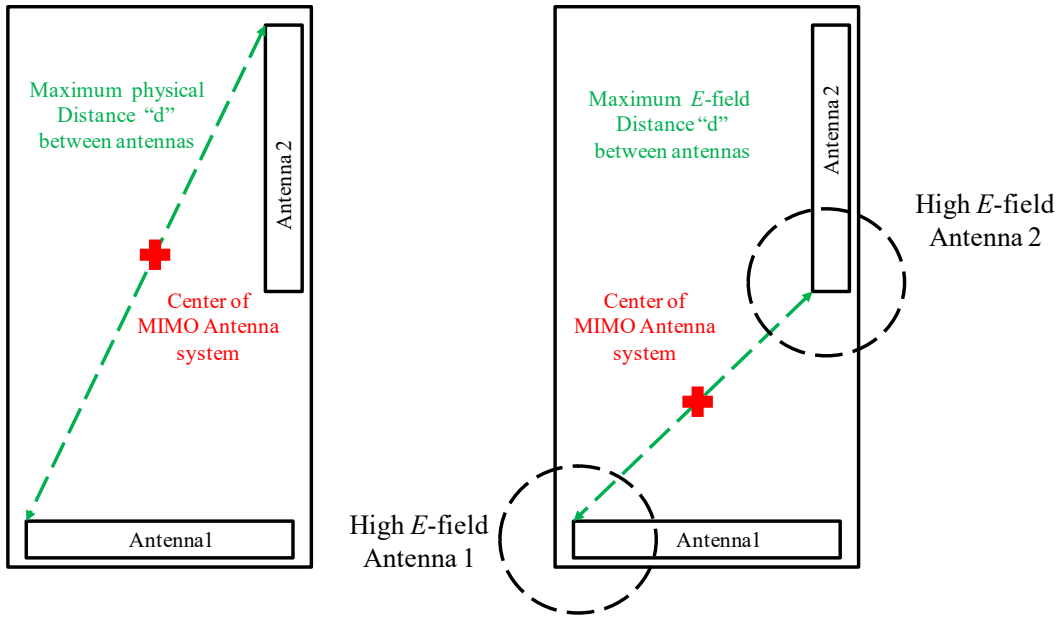 Maximum physical
Distance “d”
between antennas
Antenna 2
Center of
MIMO Antenna
system
Antenna1
Maximum E-field
Distance “d”
between antennas
Antenna 2
High E-field
Antenna 2
Center of
MIMO Antenna
system
High E-field
Antenna 1
Antenna1